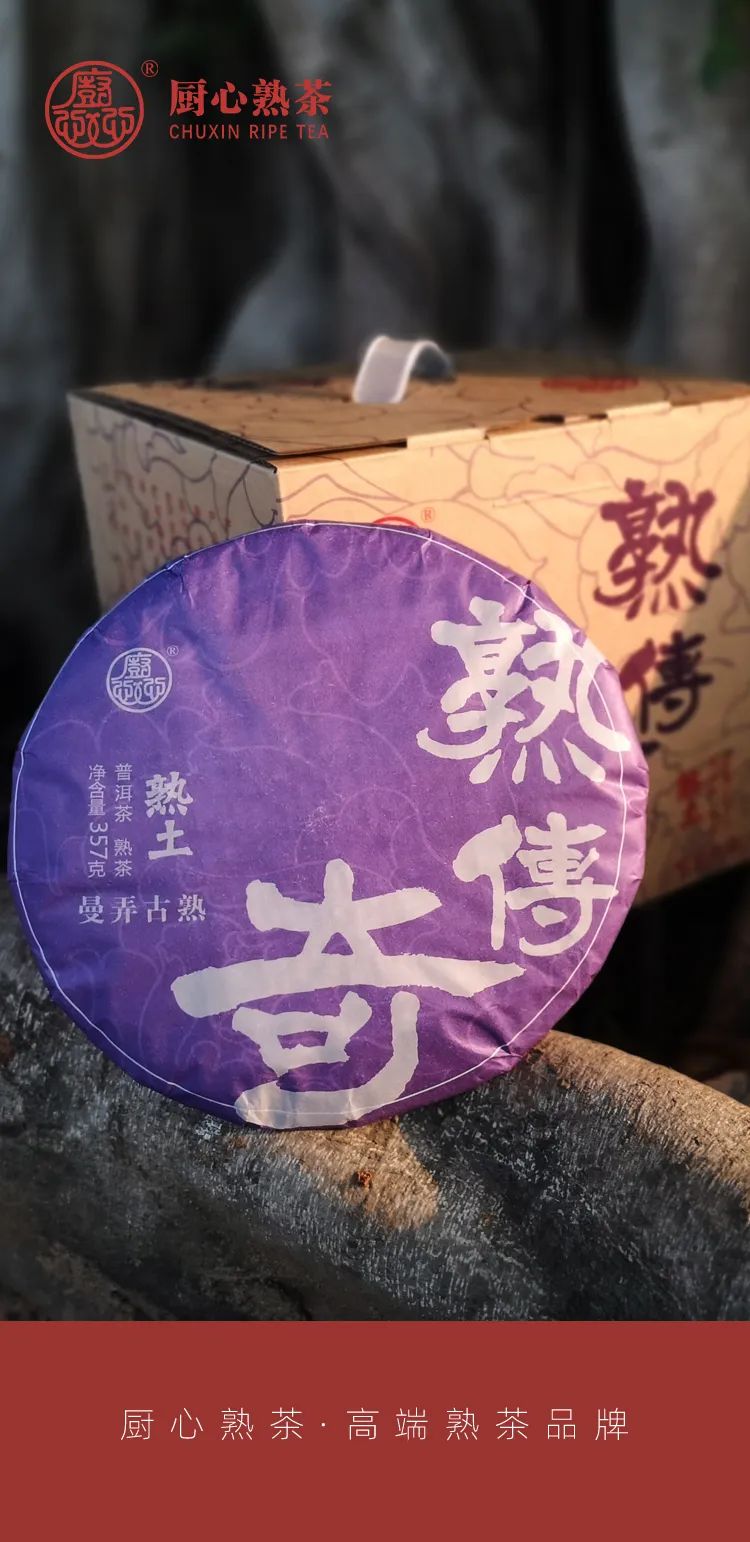 厨心熟茶
CHUXIN RIPE TEA
熟傳
熟傳奇
熟土
普洱茶 熟茶
净含量 357克
曼弄古熟
厨心熟茶·高端熟茶品牌